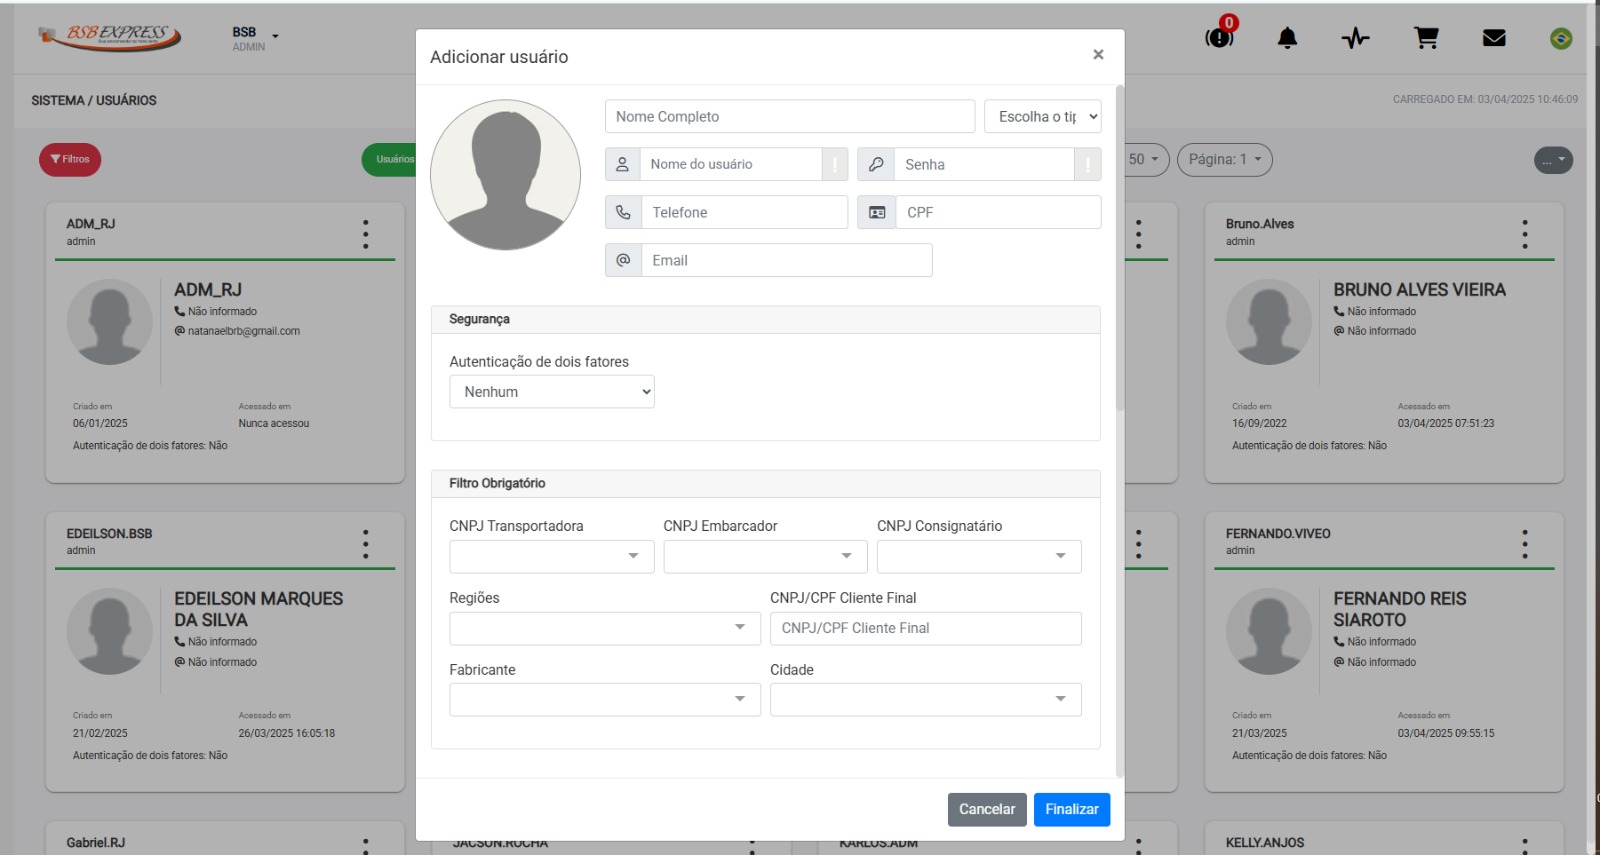 BSB EXPRESS
BSB
ADMIN
0
SISTEMA / USUÁRIOS
CARREGADO EM: 03/04/2025 10:46:09
Filtros
Usuários
50
Página: 1
...
Adicionar usuário
×
Nome Completo
Escolha o tip
Nome do usuário
!
Senha
!
Telefone
CPF
@ Email
Segurança
Autenticação de dois fatores
Nenhum
Filtro Obrigatório
CNPJ Transportadora
CNPJ Embarcador
CNPJ Consignatário
Regiões
CNPJ/CPF Cliente Final
CNPJ/CPF Cliente Final
Fabricante
Cidade
Cancelar
Finalizar
ADM_RJ
admin
ADM_RJ
Não informado
@ natanaelbrb@gmail.com
Criado em
Acessado em
06/01/2025
Nunca acessou
Autenticação de dois fatores: Não
Bruno.Alves
admin
BRUNO ALVES VIEIRA
Não informado
@ Não informado
Criado em
Acessado em
16/09/2022
03/04/2025 07:51:23
Autenticação de dois fatores: Não
EDEILSON.BSB
admin
EDEILSON MARQUES
DA SILVA
Não informado
@ Não informado
Criado em
Acessado em
21/02/2025
26/03/2025 16:05:18
Autenticação de dois fatores: Não
FERNANDO.VIVEO
admin
FERNANDO REIS
SIAROTO
Não informado
@ Não informado
Criado em
Acessado em
21/03/2025
03/04/2025 09:55:15
Autenticação de dois fatores: Não
Gabriel.RJ
JACSON.ROCHA
KARLOS.ADM
KELLY.ANJOS